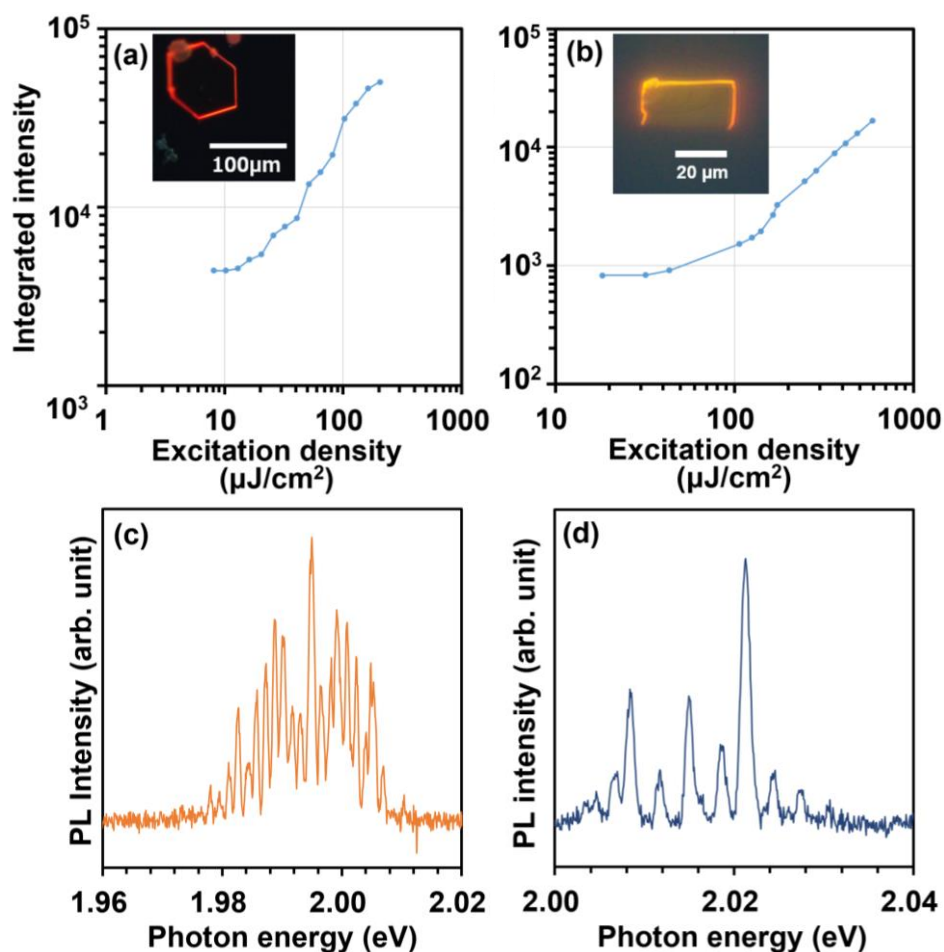 (a)
100µm
Integrated intensity
10⁵
10⁴
10³
1
10
100
1000
Excitation density
(µJ/cm²)
(b)
20 µm
10⁵
10⁴
10³
10²
10
100
1000
Excitation density
(µJ/cm²)
(c)
PL Intensity (arb. unit)
1.96
1.98
2.00
2.02
Photon energy (eV)
(d)
PL intensity (arb. unit)
2.00
2.02
2.04
Photon energy (eV)